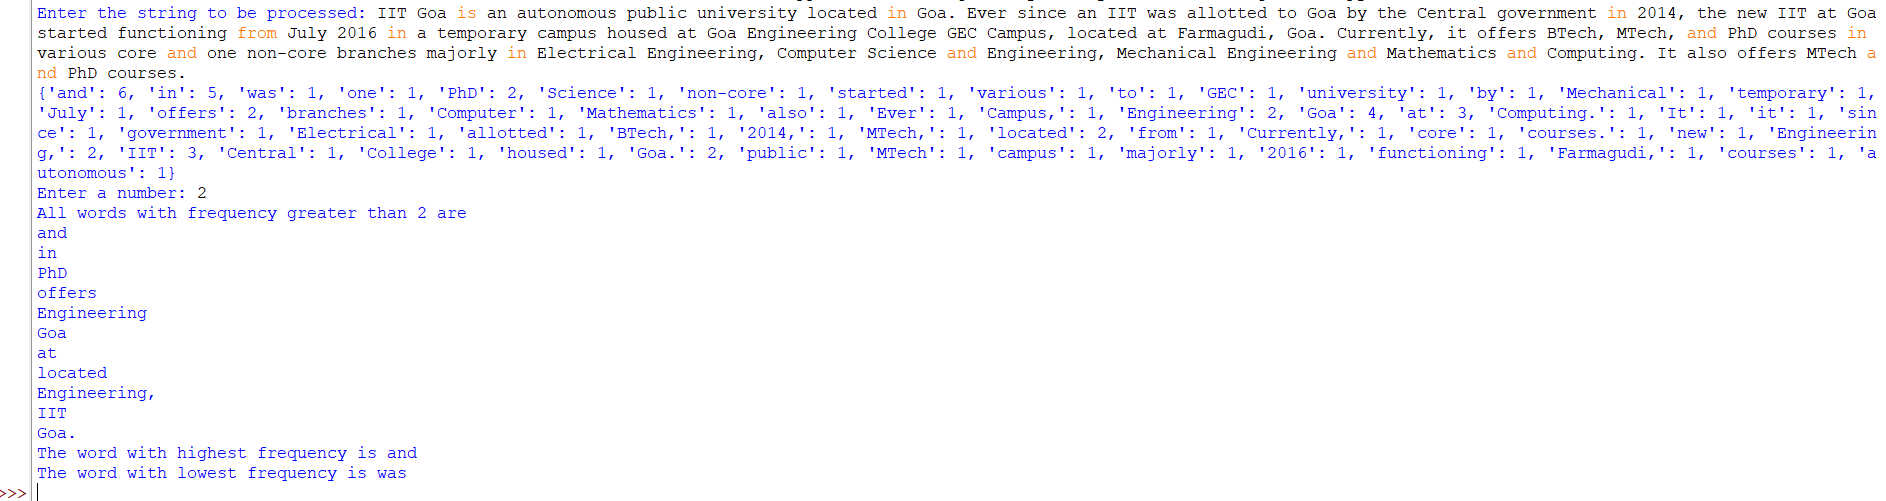 Enter the string to be processed: IIT Goa is an autonomous public university located in Goa. Ever since an IIT was allotted to Goa by the Central government in 2014, the new IIT at Goa
started functioning from July 2016 in a temporary campus housed at Goa Engineering College GEC Campus, located at Farmagudi, Goa. Currently, it offers BTech, MTech, and PhD courses in
various core and one non-core branches majorly in Electrical Engineering, Computer Science and Engineering, Mechanical Engineering and Mathematics and Computing. It also offers MTech a
nd PhD courses.
{'and': 6, 'in': 5, 'was': 1, 'one': 1, 'PhD': 2, 'Science': 1, 'non-core': 1, 'started': 1, 'various': 1, 'to': 1, 'GEC': 1, 'university': 1, 'by': 1, 'Mechanical': 1, 'temporary': 1,
'July': 1, 'offers': 2, 'branches': 1, 'Computer': 1, 'Mathematics': 1, 'also': 1, 'Ever': 1, 'Campus,': 1, 'Engineering': 2, 'Goa': 4, 'at': 3, 'Computing.': 1, 'It': 1, 'it': 1, 'sin
ce': 1, 'government': 1, 'Electrical': 1, 'allotted': 1, 'BTech,': 1, '2014,': 1, 'MTech,': 1, 'located': 2, 'from': 1, 'Currently,': 1, 'core': 1, 'courses.': 1, 'new': 1, 'Engineerin
g,': 2, 'IIT': 3, 'Central': 1, 'College': 1, 'housed': 1, 'Goa.': 2, 'public': 1, 'MTech': 1, 'campus': 1, 'majorly': 1, '2016': 1, 'functioning': 1, 'Farmagudi,': 1, 'courses': 1, 'a
utonomous': 1}
Enter a number: 2
All words with frequency greater than 2 are
and
in
PhD
offers
Engineering
Goa
at
located
Engineering,
IIT
Goa.
The word with highest frequency is and
The word with lowest frequency is was
>>>